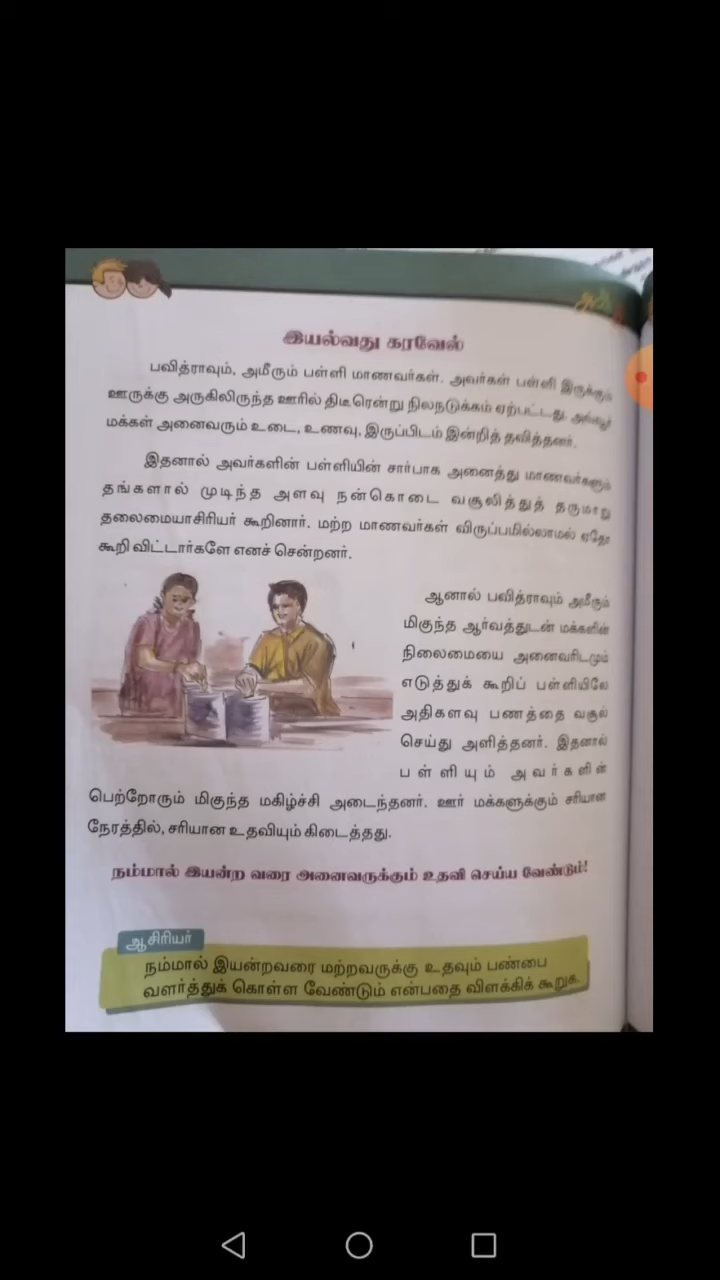 இயல்வது கரவேல்
பவித்ராவும், அமீரும் பள்ளி மாணவர்கள். அவர்கள் பள்ளி இருக்கும்
ஊருக்கு அருகிலிருந்த ஊரில் திடீரென்று நிலநடுக்கம் ஏற்பட்டது.
மக்கள் அனைவரும் உடை, உணவு, இருப்பிடம் இன்றித் தவித்தனர்.
இதனால் அவர்களின் பள்ளியின் சார்பாக அனைத்து மாணவர்களும்
தங்களால் முடிந்த அளவு நன்கொடை வசூலித்துத் தருமாறு
தலைமையாசிரியர் கூறினார். மற்ற மாணவர்கள் விருப்பமில்லாமல் ஏதோ
கூறி விட்டார்களே எனச் சென்றனர்.
ஆனால் பவித்ராவும் அமீரும்
மிகுந்த ஆர்வத்துடன் மக்களின்
நிலைமையை அனைவரிடமும்
எடுத்துக் கூறிப் பள்ளியிலே
அதிகளவு பணத்தை வசூல்
செய்து அளித்தனர். இதனால்
பள்ளியும் அவர்களின்
பெற்றோரும் மிகுந்த மகிழ்ச்சி அடைந்தனர். ஊர் மக்களுக்கும் சரியான
நேரத்தில், சரியான உதவியும் கிடைத்தது.
நம்மால் இயன்ற வரை அனைவருக்கும் உதவி செய்ய வேண்டும்!
ஆசிரியர்
நம்மால் இயன்றவரை மற்றவருக்கு உதவும் பண்பை
வளர்த்துக் கொள்ள வேண்டும் என்பதை விளக்கிக் கூறுக.